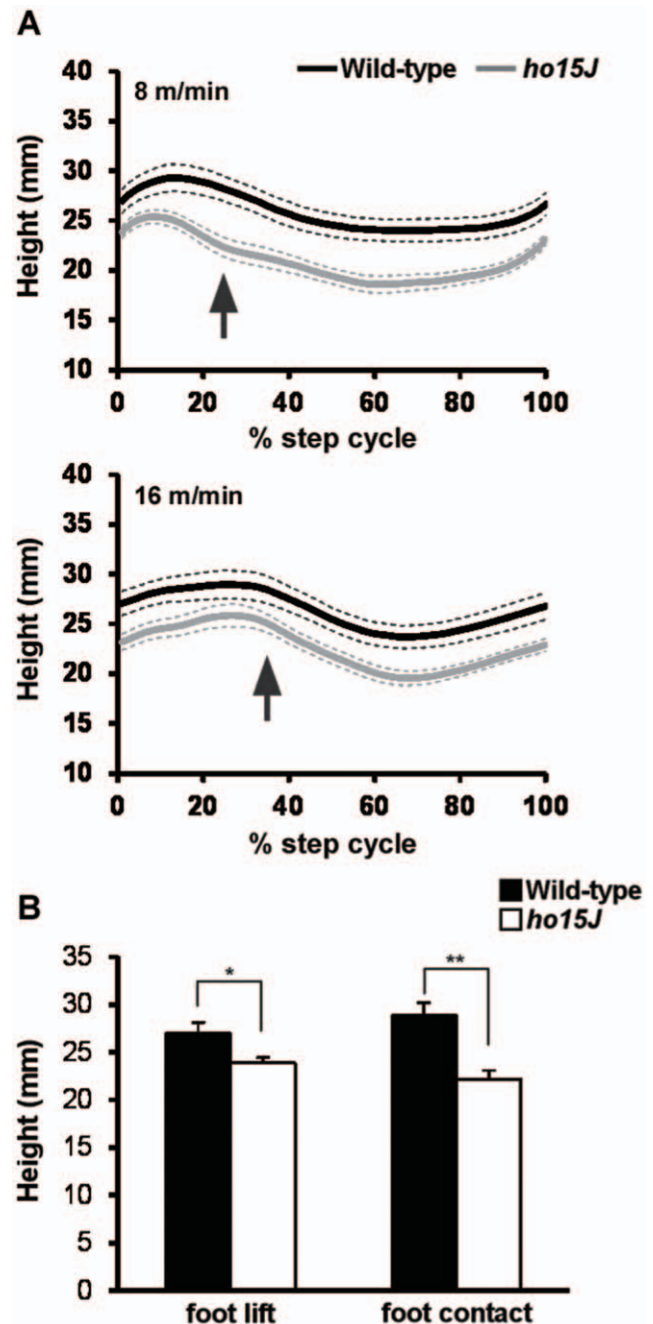 A
Wild-type ho15J
8 m/min
40
35
30
25
20
15
10
Height (mm)
0 20 40 60 80 100
% step cycle
16 m/min
40
35
30
25
20
15
10
Height (mm)
0 20 40 60 80 100
% step cycle
B
Wild-type
ho15J
35
30
25
20
15
10
5
0
Height (mm)
* **
foot lift foot contact